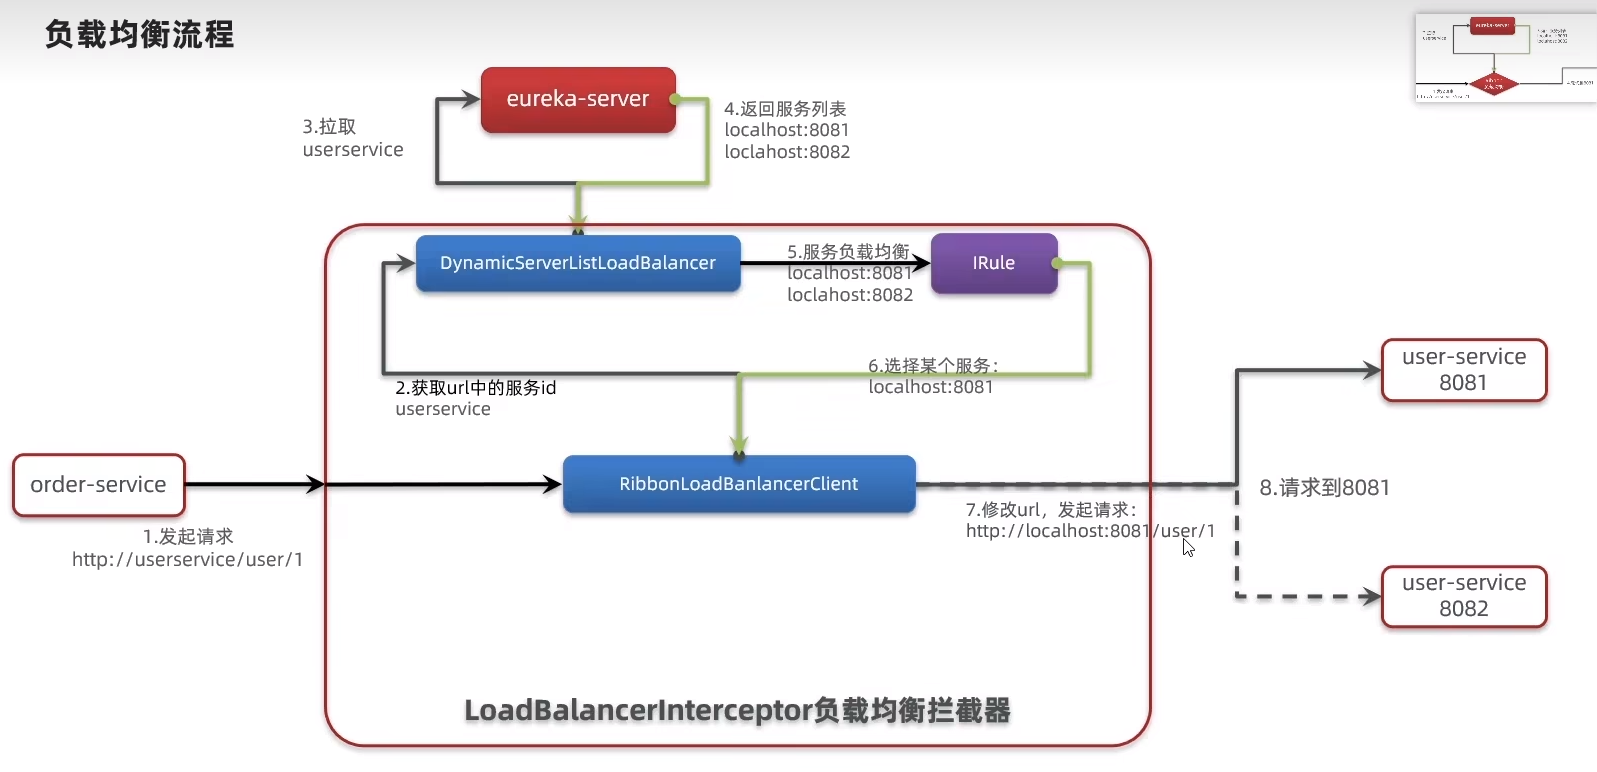 负载均衡流程
eureka-server
3.拉取
userservice
4.返回服务列表
localhost:8081
loclahost:8082
DynamicServerListLoadBalancer
5.服务负载均衡
localhost:8081
loclahost:8082
IRule
2.获取url中的服务id
userservice
6.选择某个服务：
localhost:8081
user-service
8081
order-service
1.发起请求
http://userservice/user/1
RibbonLoadBanlancerClient
7.修改url，发起请求：
http://localhost:8081/user/1
8.请求到8081
user-service
8082
LoadBalancerInterceptor负载均衡拦截器
eureka-server